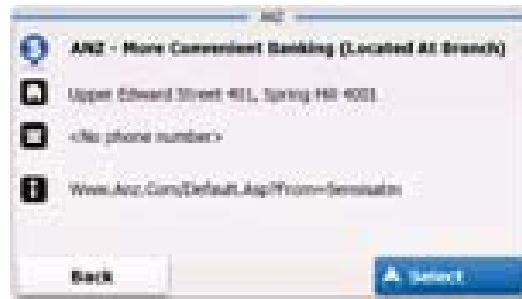 ANZ
ANZ - More Convenient Banking (Located At Branch)
Upper Edward Street 401, Spring Hill 4001
<No phone number>
Www.Anz.Com/Default.Asp?From=
Back
Select